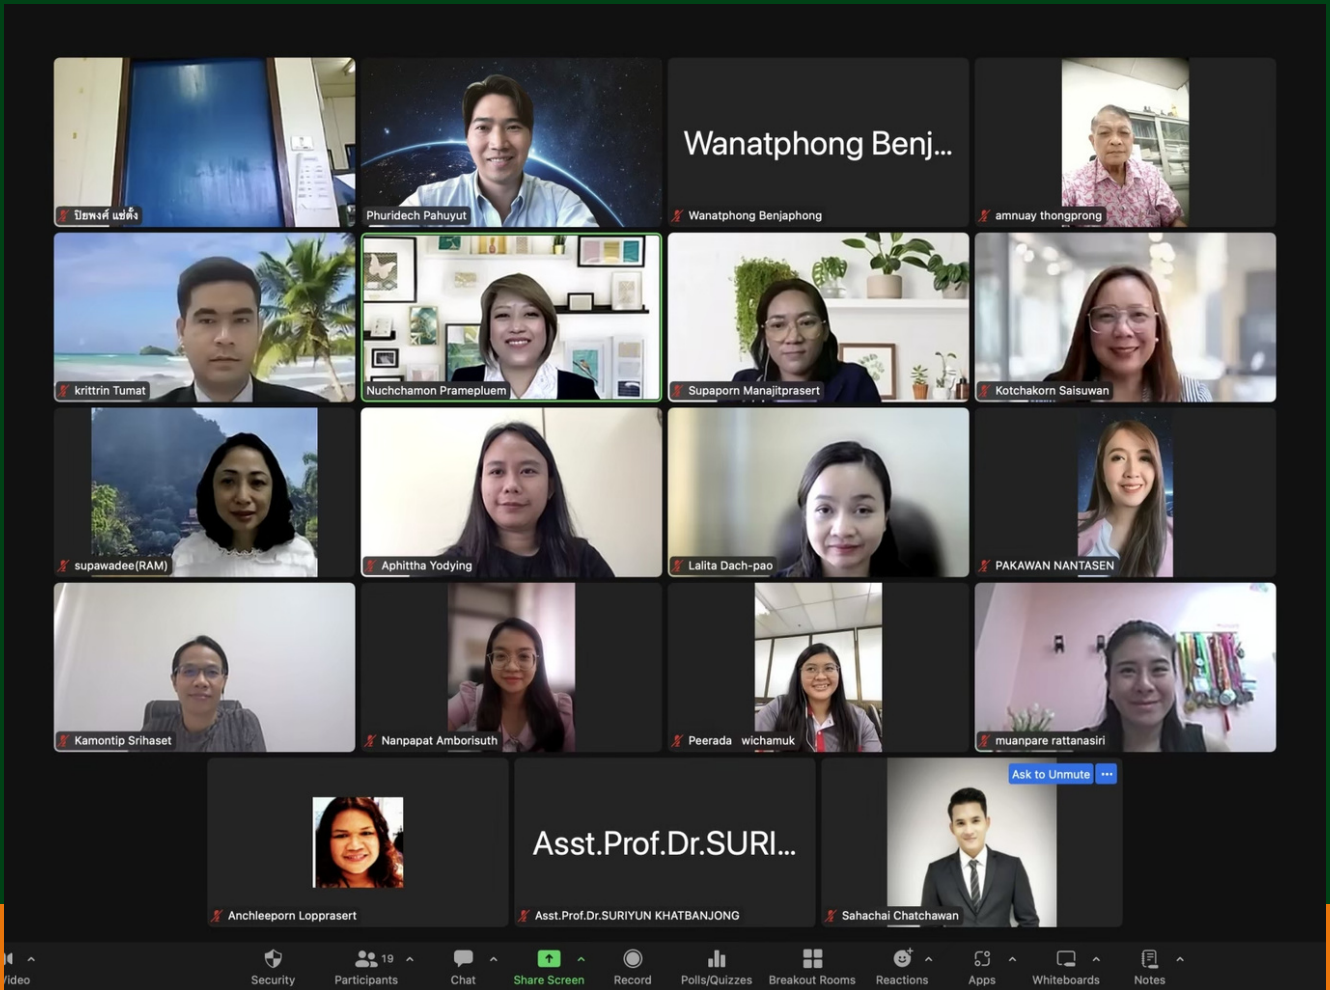 Wanatphong Benj...
ปิยพงศ์ แซ่ตั้ง
Phuridech Pahuyut
Wanatphong Benjaphong
amnuay thongprong
krittrin Tumat
Nuchchamon Pramepluem
Supaporn Manajitprasert
Kotchakorn Saisuwan
supawadee(RAM)
Aphittha Yodying
Lalita Dach-pao
PAKAWAN NANTASEN
Kamontip Srihaset
Nanpapat Amborisuth
Peerada wichamuk
muanpare rattanasiri
Ask to Unmute
Asst.Prof.Dr.SURI...
Anchleeporn Lopprasert
Asst.Prof.Dr.SURIYUN KHATBANJONG
Sahachai Chatchawan
19
Video
Security
Participants
Chat
Share Screen
Record
Polls/Quizzes
Breakout Rooms
Reactions
Apps
Whiteboards
Notes